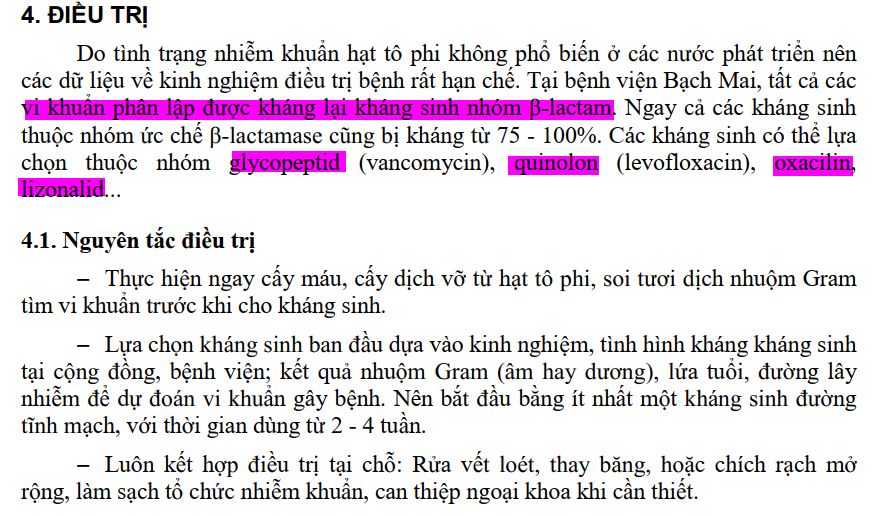 4. ĐIỀU TRỊ
Do tình trạng nhiễm khuẩn hạt tô phi không phổ biến ở các nước phát triển nên
các dữ liệu về kinh nghiệm điều trị bệnh rất hạn chế. Tại bệnh viện Bạch Mai, tất cả các
vi khuẩn phân lập được kháng lại kháng sinh nhóm β-lactam. Ngay cả các kháng sinh
thuộc nhóm ức chế β-lactamase cũng bị kháng từ 75 - 100%. Các kháng sinh có thể lựa
chọn thuộc nhóm glycopeptid (vancomycin), quinolon (levofloxacin), oxacilin,
lizonalid...
4.1. Nguyên tắc điều trị
– Thực hiện ngay cấy máu, cấy dịch vỡ từ hạt tô phi, soi tươi dịch nhuộm Gram
tìm vi khuẩn trước khi cho kháng sinh.
– Lựa chọn kháng sinh ban đầu dựa vào kinh nghiệm, tình hình kháng kháng sinh
tại cộng đồng, bệnh viện; kết quả nhuộm Gram (âm hay dương), lứa tuổi, đường lây
nhiễm để dự đoán vi khuẩn gây bệnh. Nên bắt đầu bằng ít nhất một kháng sinh đường
tĩnh mạch, với thời gian dùng từ 2 - 4 tuần.
– Luôn kết hợp điều trị tại chỗ: Rửa vết loét, thay băng, hoặc chích rạch mở
rộng, làm sạch tổ chức nhiễm khuẩn, can thiệp ngoại khoa khi cần thiết.